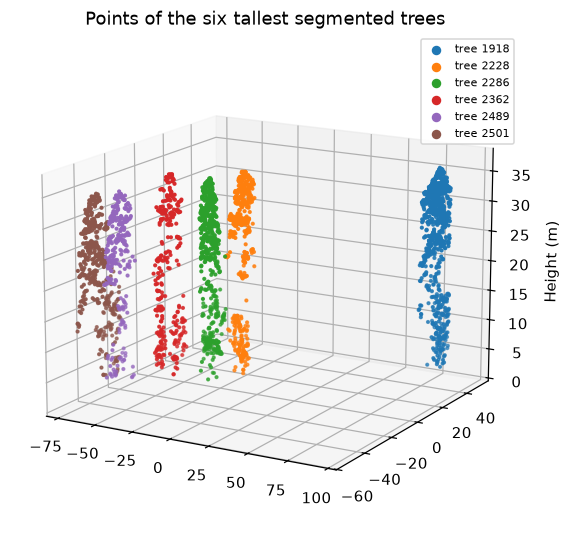 Points of the six tallest segmented trees
tree 1918
tree 2228
tree 2286
tree 2362
tree 2489
tree 2501
35
30
25
20
15
10
5
0
Height (m)
40
20
0
−20
−40
−60
−75
−50
−25
0
25
50
75
100